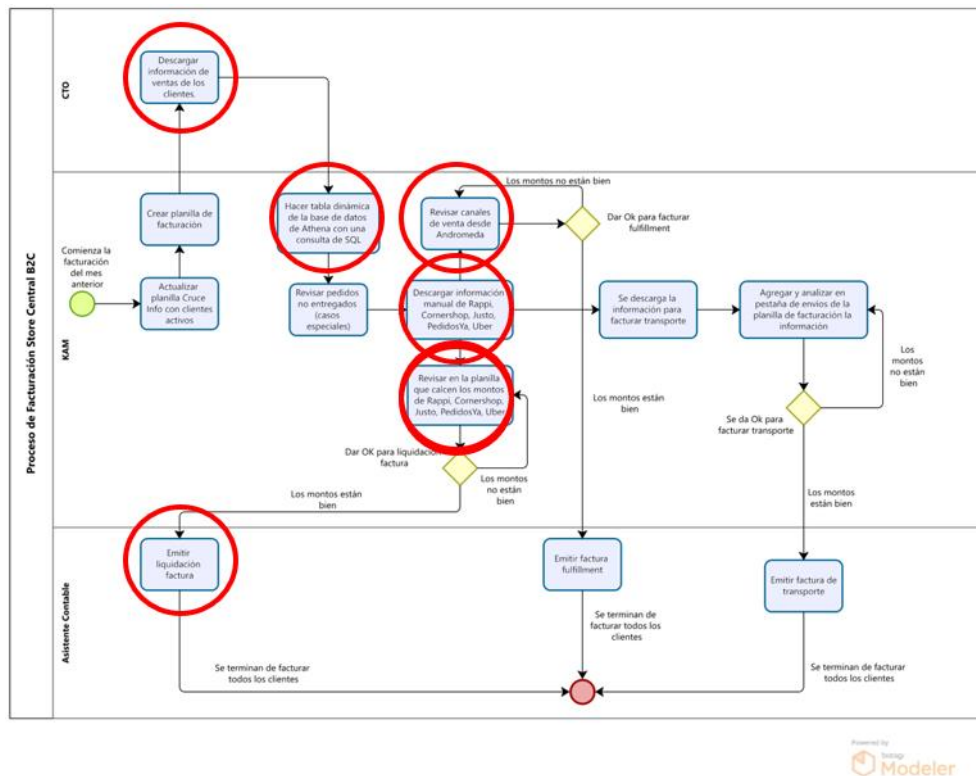 Proceso de Facturación Store Central B2C
CTO
Descargar
información de
ventas de los
clientes.
KAM
Comienza la
facturación
del mes
anterior
Crear planilla de
facturación
Actualizar
planilla Cruce
Info con clientes
activos
Hacer tabla dinámica
de la base de datos
de Athena con una
consulta de SQL
Revisar pedidos
no entregados
(casos
especiales)
Revisar canales
de venta desde
Andromeda
Los montos no están bien
Dar Ok para facturar
fulfillment
Descargar información
manual de Rappi,
Cornershop, Justo,
PedidosYa, Uber
Se descarga la
información para
facturar transporte
Agregar y analizar en
pestaña de envios de la
planilla de facturación la
información
Los
montos
no están
bien
Revisar en la planilla
que calcen los montos
de Rappi, Cornershop,
Justo, PedidosYa, Uber
Los montos están
bien
Se da Ok para
facturar transporte
Dar OK para liquidación
factura
Los montos
no están
bien
Los montos están
bien
Los montos
están bien
Asistente Contable
Emitir
liquidación
factura
Emitir factura
fulfillment
Emitir factura de
transporte
Se terminan de
facturar todos los
clientes
Se terminan de facturar
todos los clientes
Se terminan de facturar
todos los clientes
Powered by
bizagi
Modeler